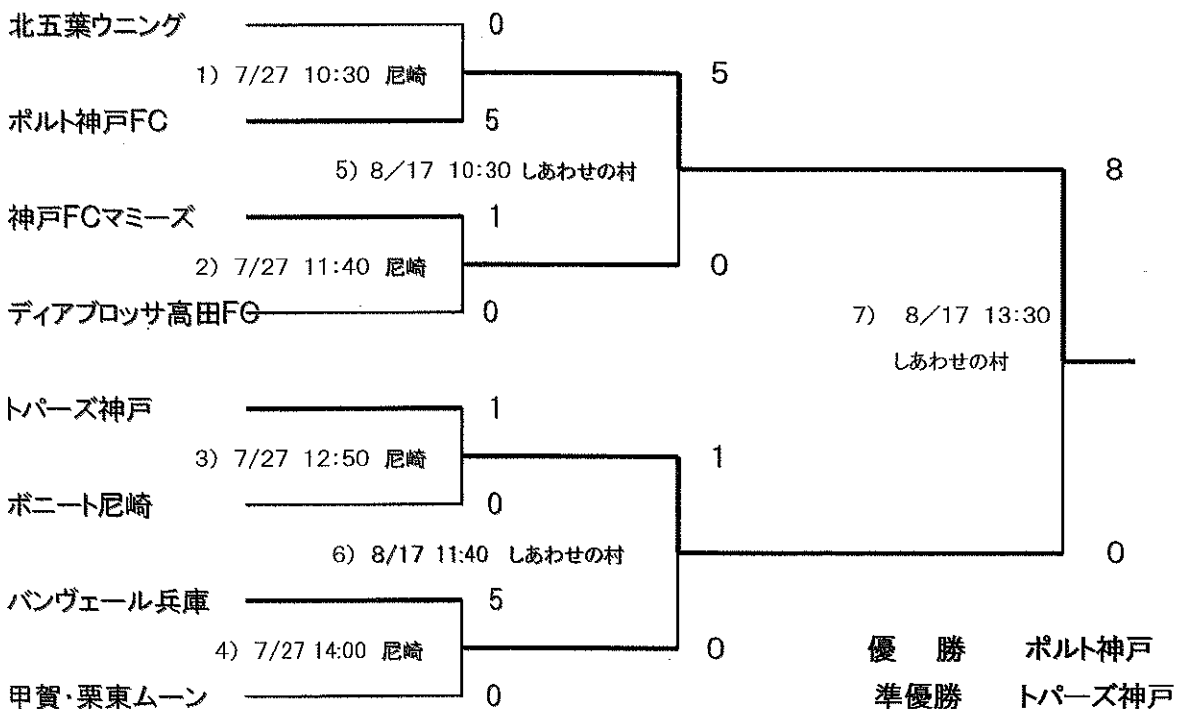 北五葉ウニング 0
1) 7/27 10:30 尼崎 5
ポルト神戸FC 5
5) 8/17 10:30 しあわせの村 8
神戸FCマミーズ 1
2) 7/27 11:40 尼崎 0
ディアブロッサ高田FC 0
7) 8/17 13:30
しあわせの村
トパーズ神戸 1
3) 7/27 12:50 尼崎 1
ボニート尼崎 0
6) 8/17 11:40 しあわせの村 0
バンヴェール兵庫 5
4) 7/27 14:00 尼崎 0
優 勝 ポルト神戸
甲賀・栗東ムーン 0
準優勝 トパーズ神戸